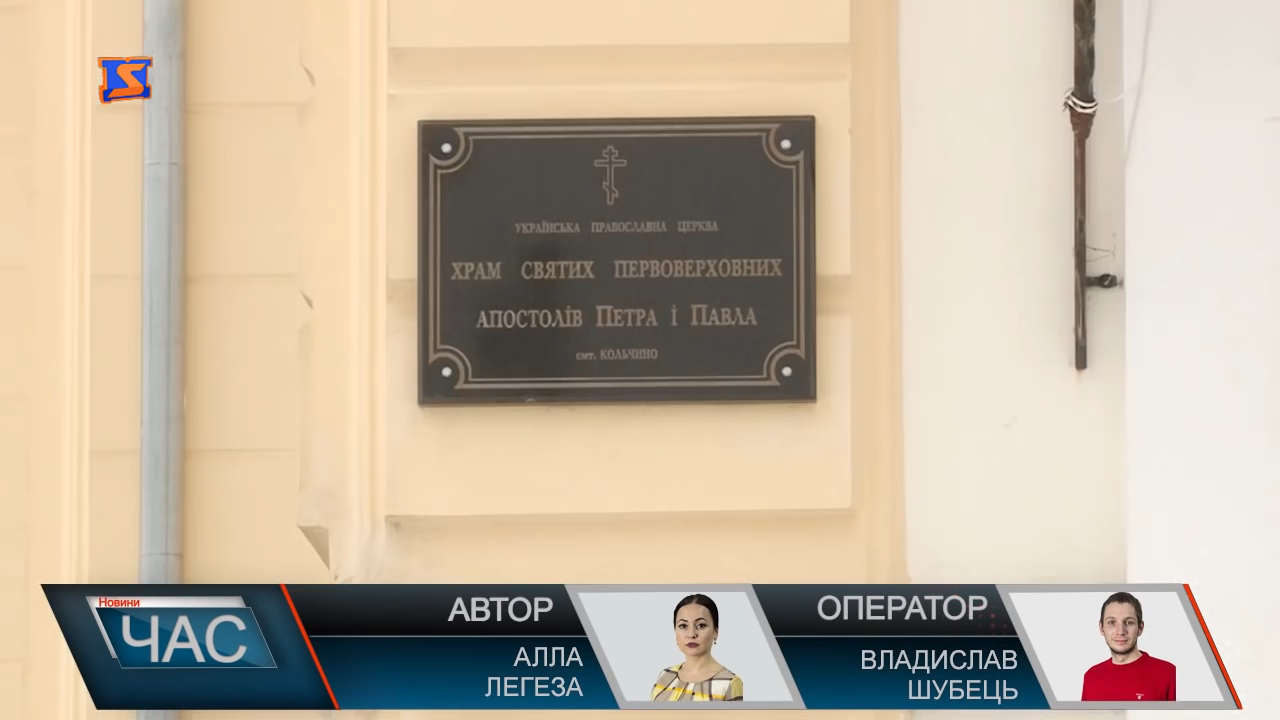 УКРАЇНСЬКА ПРАВОСЛАВНА ЦЕРКВА
ХРАМ СВЯТИХ ПЕРВОВЕРХОВНИХ
АПОСТОЛІВ ПЕТРА І ПАВЛА
смт. КОЛЬЧИНО
Новини
ЧАС
АВТОР
АЛЛА
ЛЕГЕЗА
ОПЕРАТОР
ВЛАДИСЛАВ
ШУБЕЦЬ